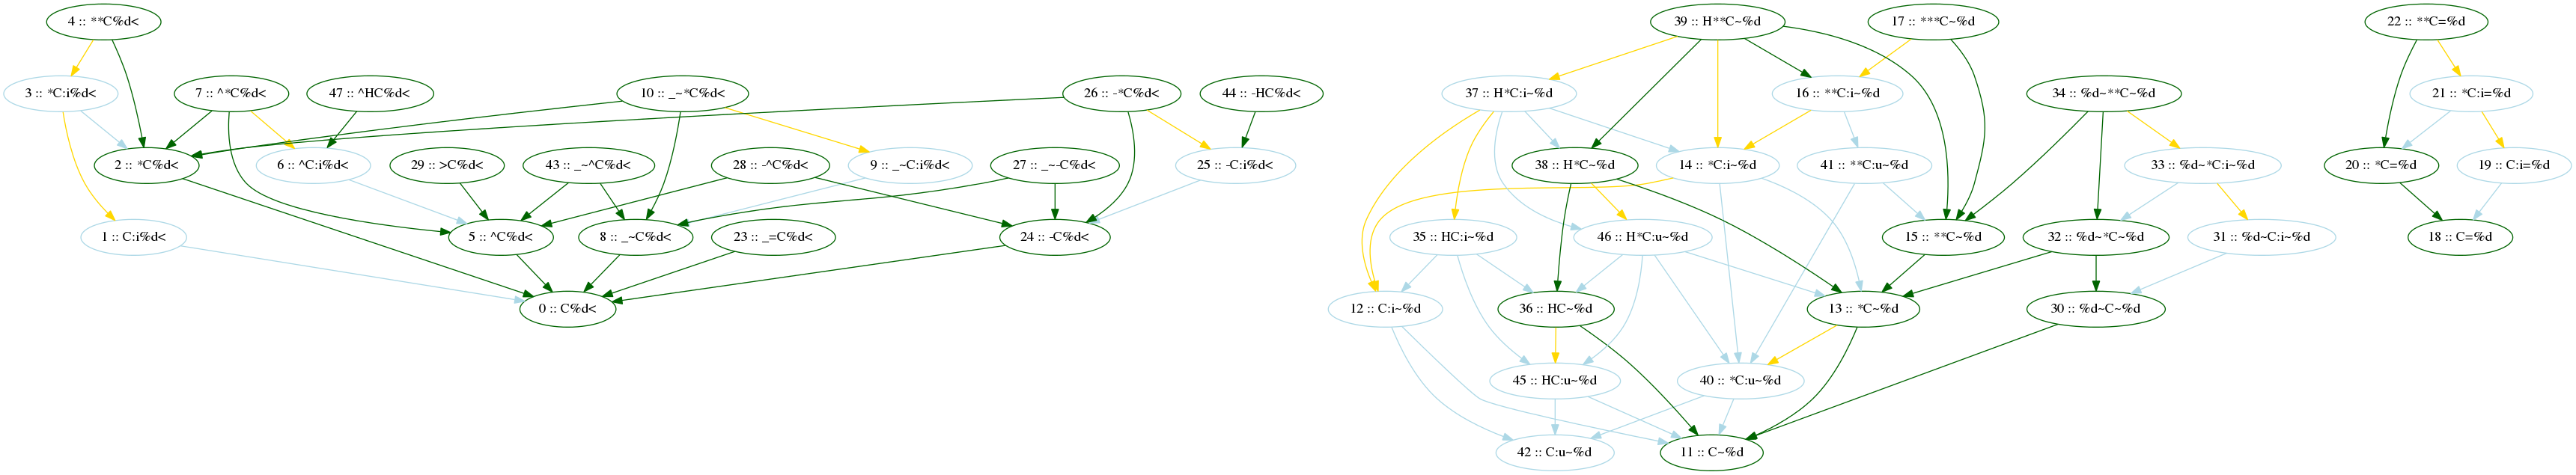 4 :: **C%d<
39 :: H**C~%d
17 :: ***C~%d
22 :: **C=%d
3 :: *C:i%d<
7 :: ^*C%d<
47 :: ^HC%d<
10 :: _~*C%d<
26 :: -*C%d<
44 :: -HC%d<
37 :: H*C:i~%d
16 :: **C:i~%d
34 :: %d~**C~%d
21 :: *C:i=%d
2 :: *C%d<
6 :: ^C:i%d<
29 :: >C%d<
43 :: _~^C%d<
28 :: -^C%d<
9 :: _~C:i%d<
27 :: _~-C%d<
25 :: -C:i%d<
38 :: H*C~%d
14 :: *C:i~%d
41 :: **C:u~%d
33 :: %d~*C:i~%d
20 :: *C=%d
19 :: C:i=%d
1 :: C:i%d<
5 :: ^C%d<
8 :: _~C%d<
23 :: _=C%d<
24 :: -C%d<
35 :: HC:i~%d
46 :: H*C:u~%d
15 :: **C~%d
32 :: %d~*C~%d
31 :: %d~C:i~%d
18 :: C=%d
0 :: C%d<
12 :: C:i~%d
36 :: HC~%d
13 :: *C~%d
30 :: %d~C~%d
45 :: HC:u~%d
40 :: *C:u~%d
42 :: C:u~%d
11 :: C~%d